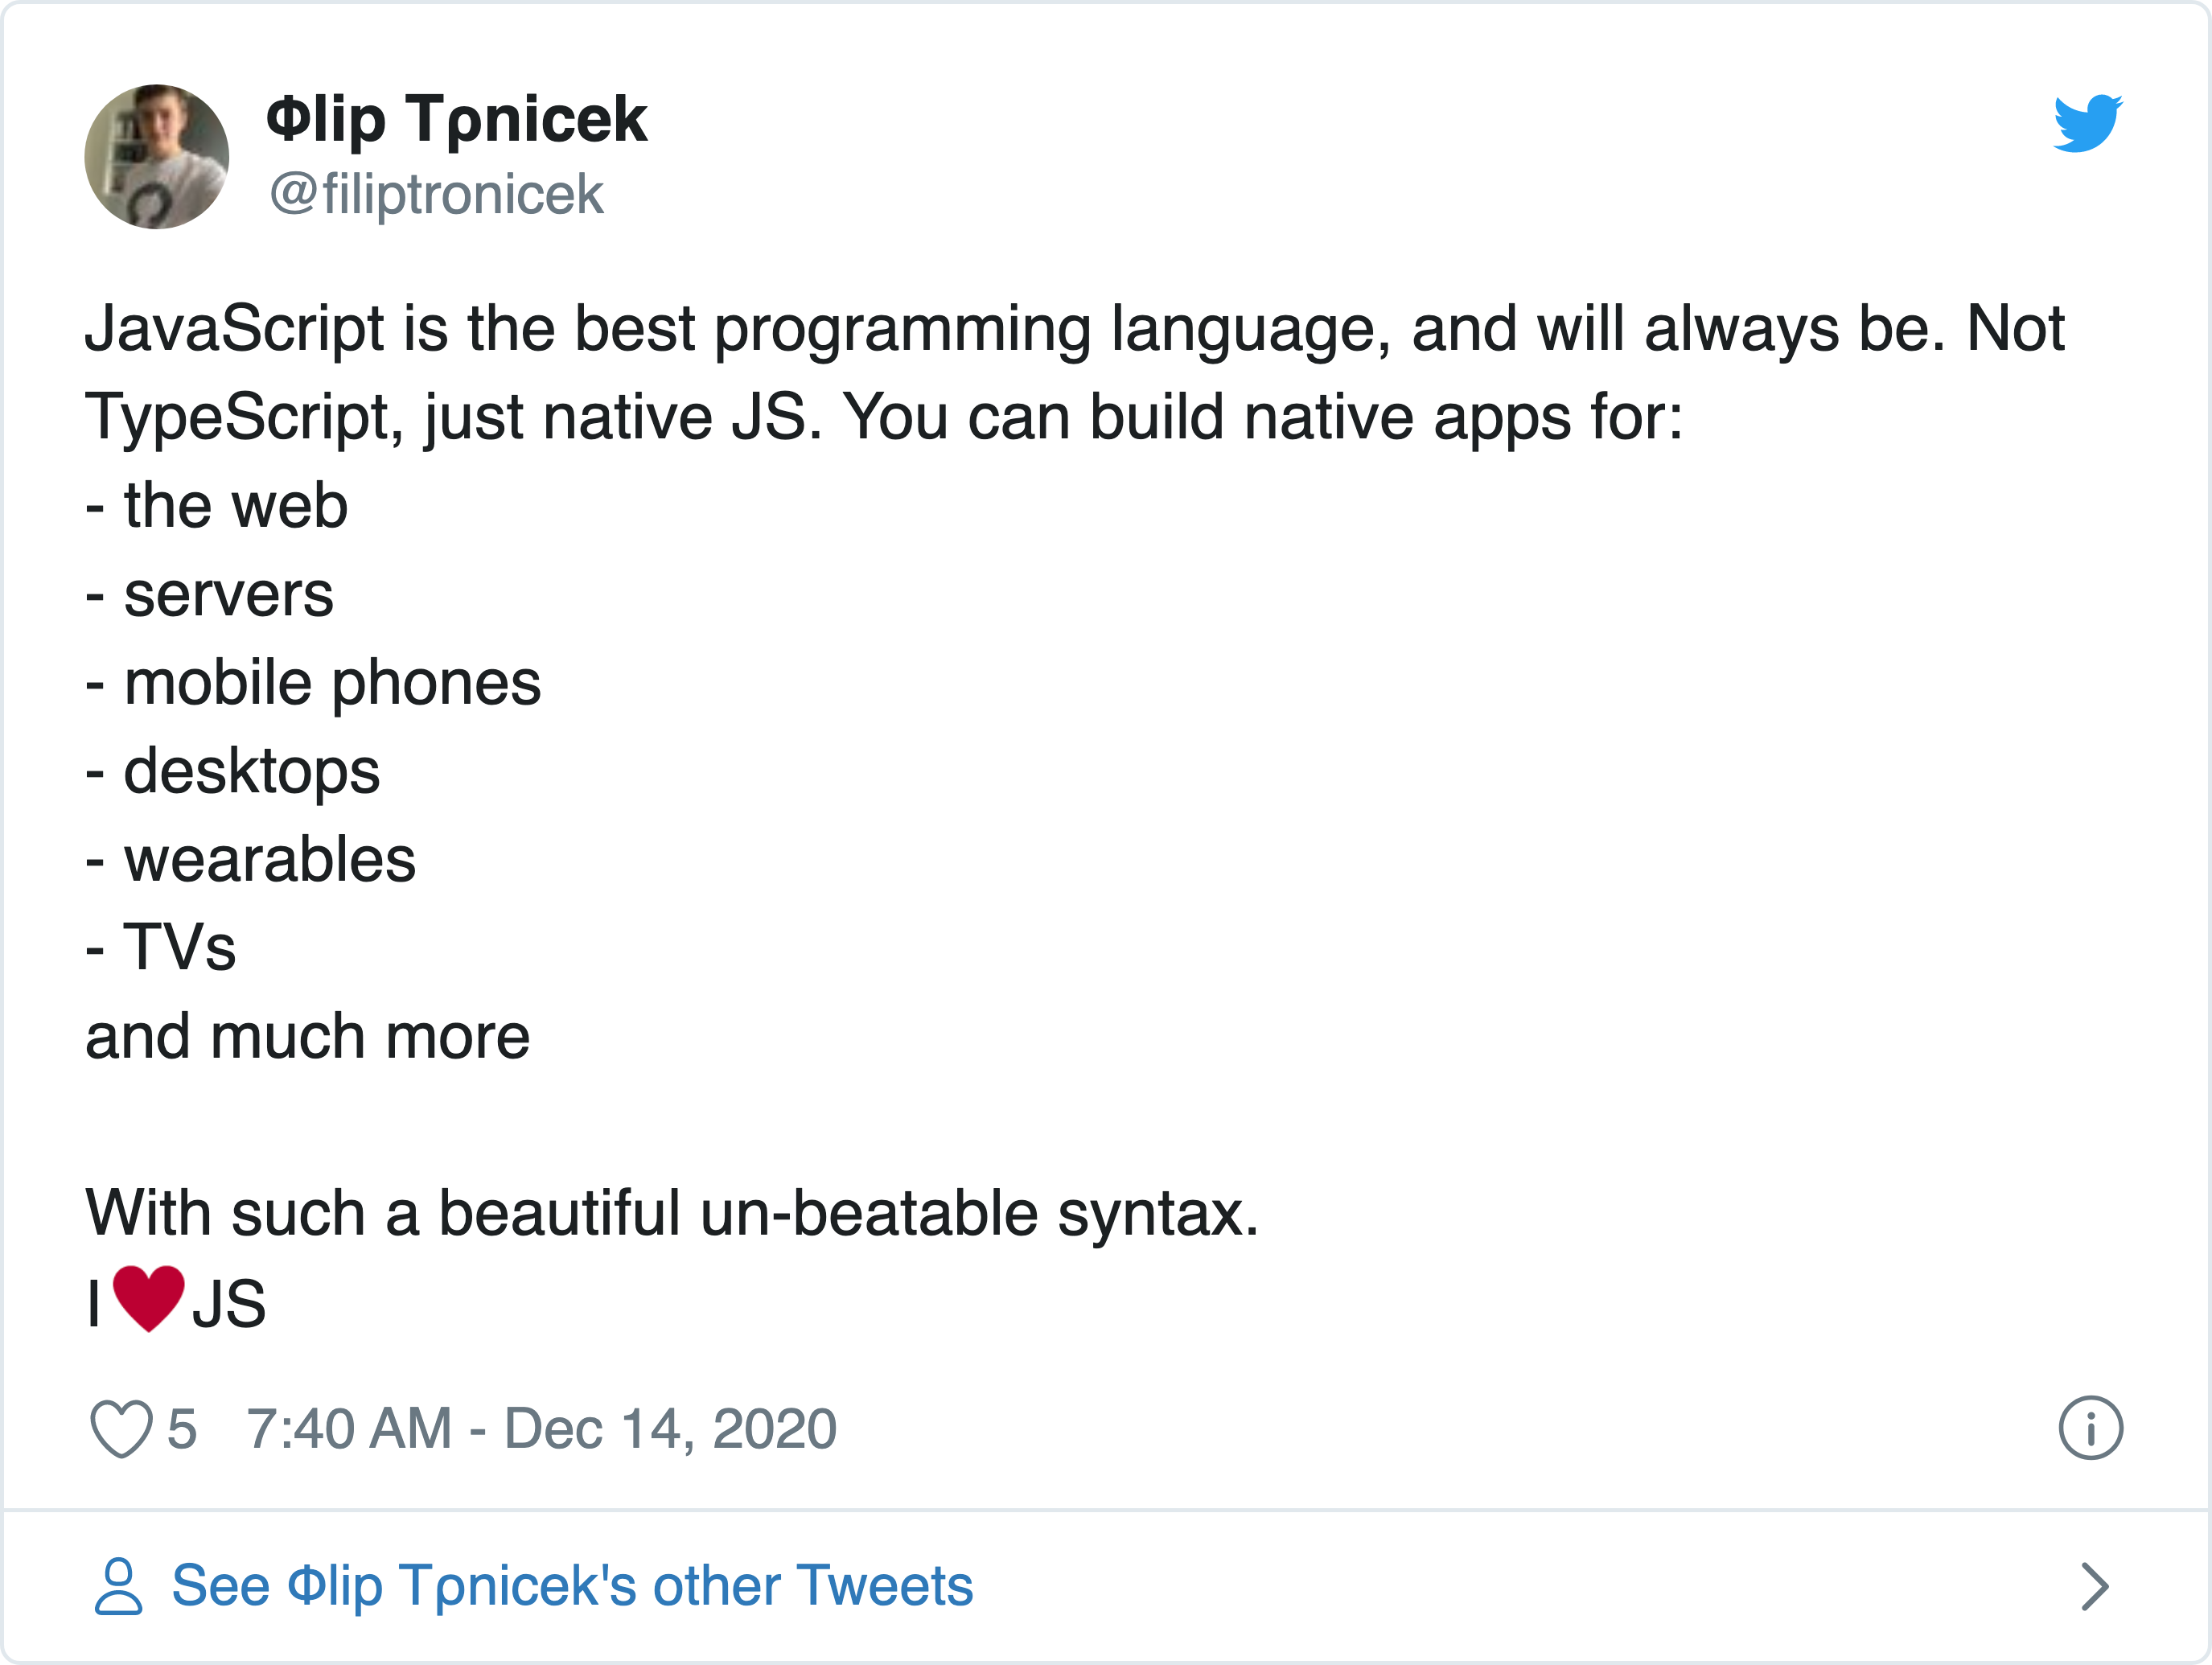 Φlip Tρnicek
@filiptronicek
JavaScript is the best programming language, and will always be. Not
TypeScript, just native JS. You can build native apps for:
- the web
- servers
- mobile phones
- desktops
- wearables
- TVs
and much more
With such a beautiful un-beatable syntax.
I❤️JS
5 7:40 AM - Dec 14, 2020
See Φlip Tρnicek's other Tweets